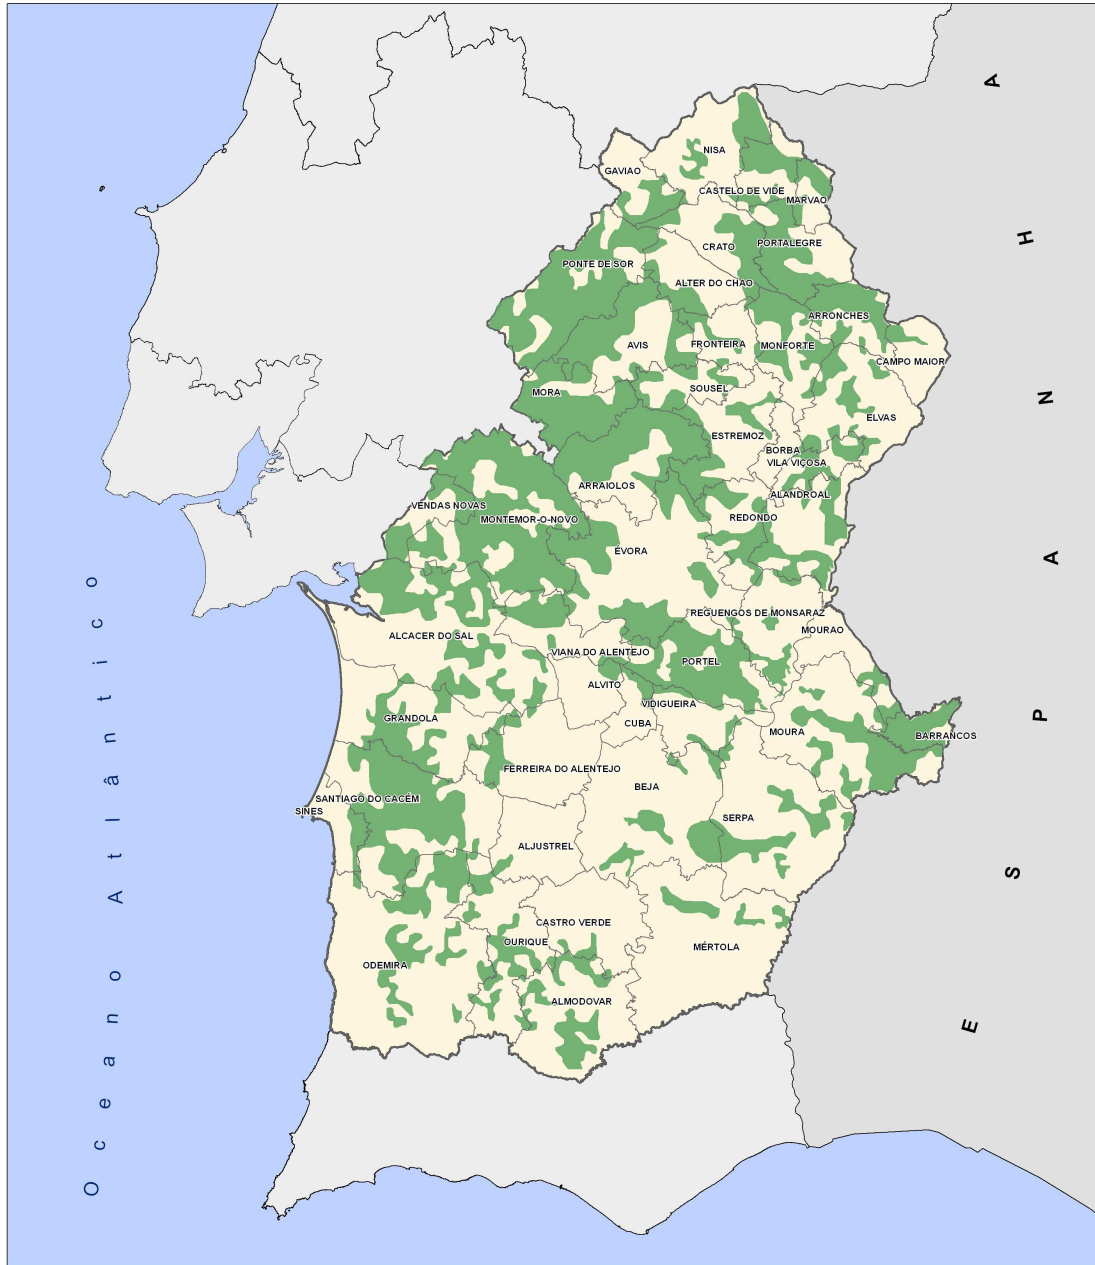 NISA
GAVIAO
CASTELO DE VIDE
MARVAO
CRATO
PORTALEGRE
PONTE DE SOR
ALTER DO CHAO
ARRONCHES
AVIS
FRONTEIRA
MONFORTE
CAMPO MAIOR
MORA
SOUSEL
ELVAS
ESTREMOZ
BORBA
VILA VIÇOSA
ARRAIOLOS
ALANDROAL
VENDAS NOVAS
MONTEMOR-O-NOVO
REDONDO
ÉVORA
REGUENGOS DE MONSARAZ
MOURAO
ALCACER DO SAL
VIANA DO ALENTEJO
PORTEL
ALVITO
VIDIGUEIRA
GRANDOLA
CUBA
MOURA
BARRANCOS
FERREIRA DO ALENTEJO
BEJA
SANTIAGO DO CACÉM
SINES
SERPA
ALJUSTREL
CASTRO VERDE
OURIQUE
MÉRTOLA
ODEMIRA
ALMODOVAR
Oceano Atlântico
ESPANHA